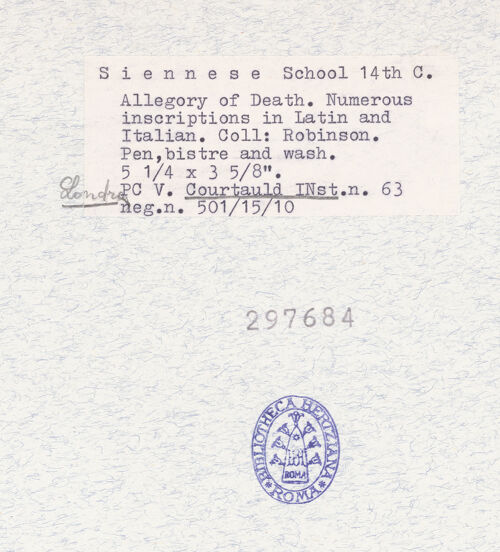 S i e n n e s e School 14th C.
Allegory of Death. Numerous
inscriptions in Latin and
Italian. Coll: Robinson.
Pen,bistre and wash.
5 1/4 x 3 5/8".
Londra PC V. Courtauld INst.n. 63
neg.n. 501/15/10
297684
BIBLIOTHECA HERTZIANA
ROMA
* ROMA *